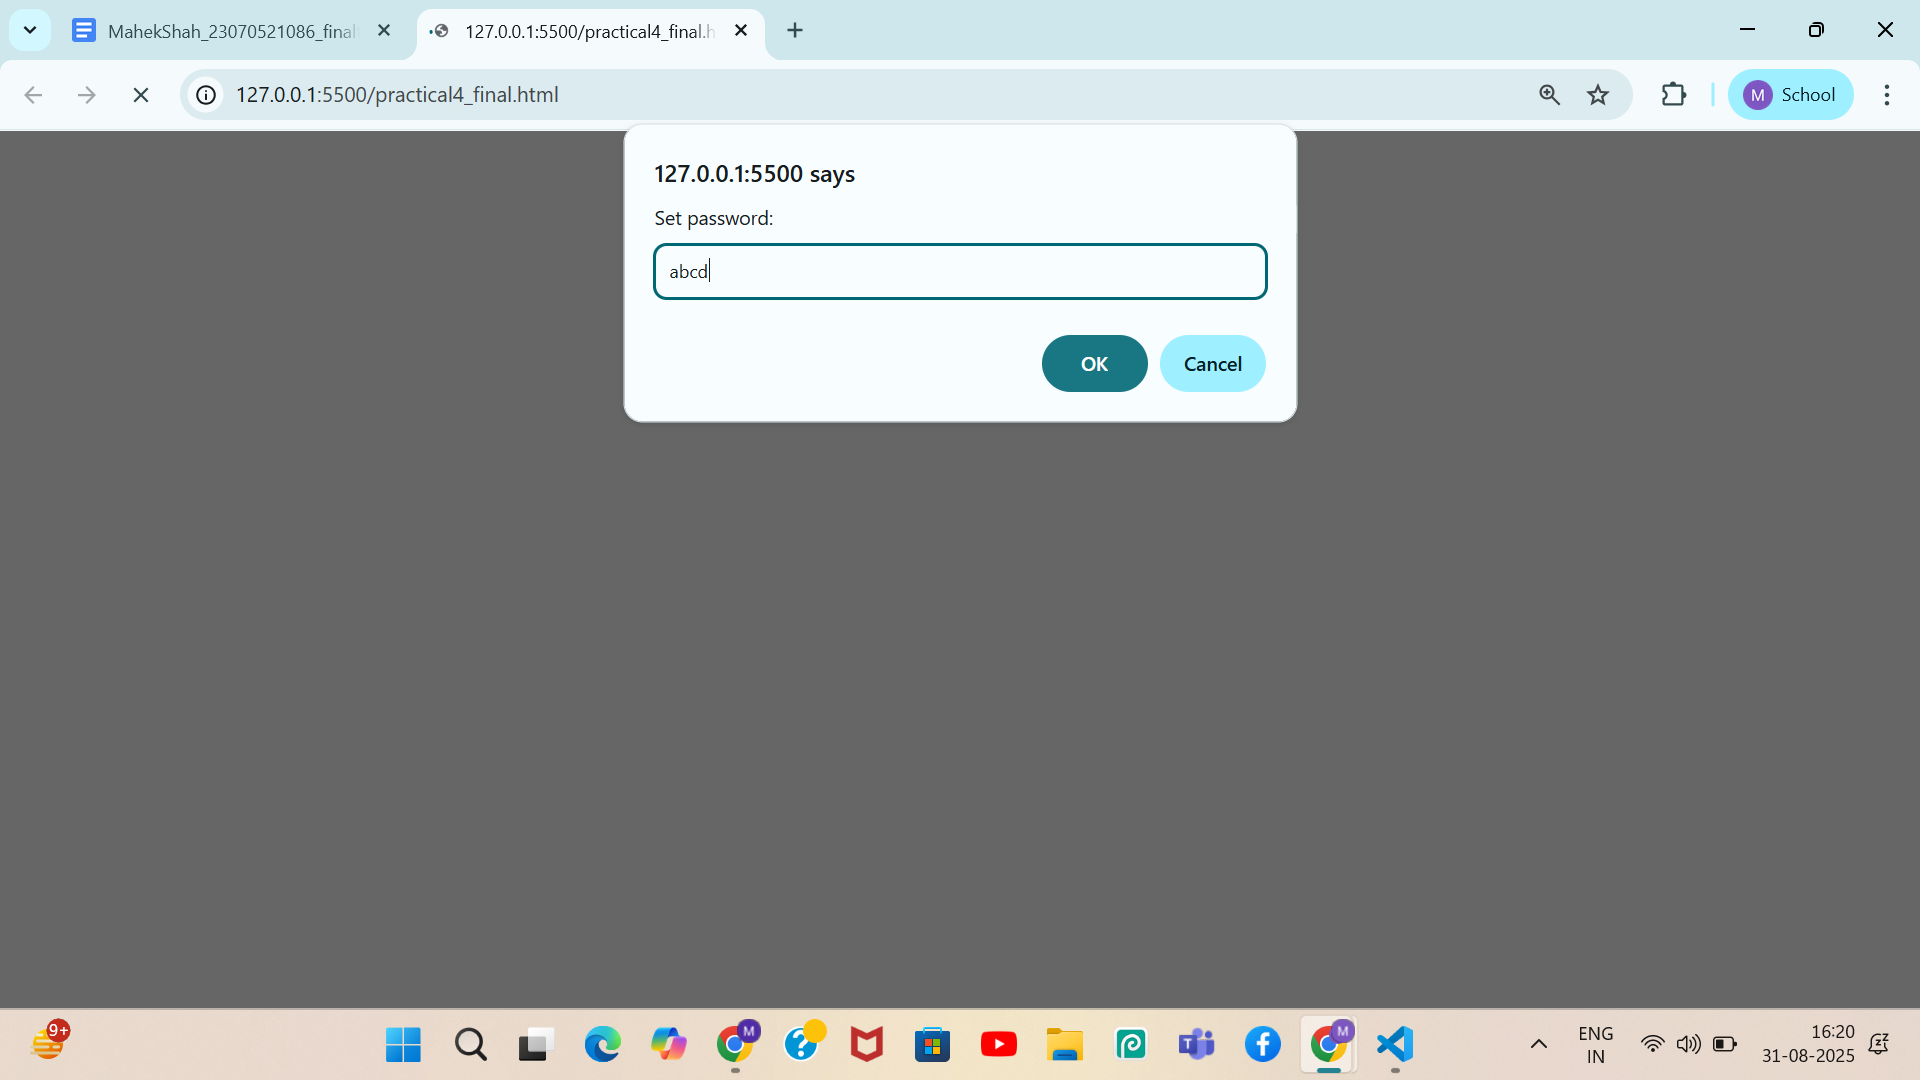 MahekShah_23070521086_final
127.0.0.1:5500/practical4_final.h
127.0.0.1:5500/practical4_final.html
M School
127.0.0.1:5500 says
Set password:
abcd
OK
Cancel
9+
M
M
T
ENG
IN
16:20
31-08-2025